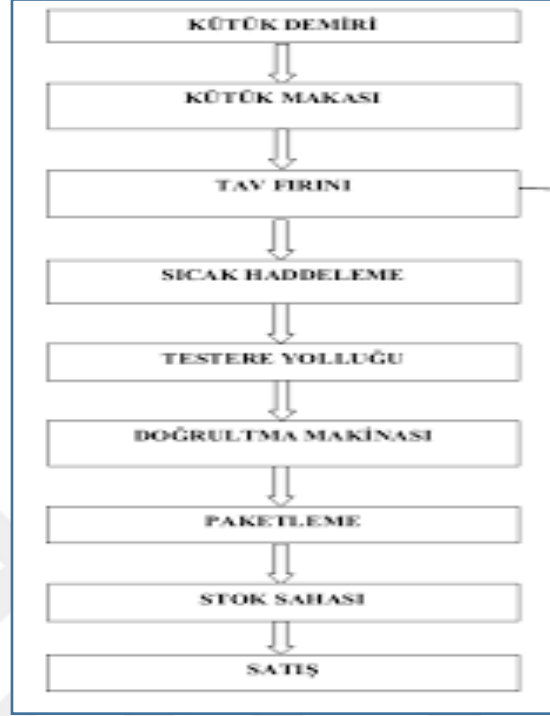 KÜTÜK DEMİRİ
KÜTÜK MAKASI
TAV FIRINI
SICAK HADDELEME
TESTERE YOLLUĞU
DOĞRULTMA MAKİNASI
PAKETLEME
STOK SAHASI
SATIŞ